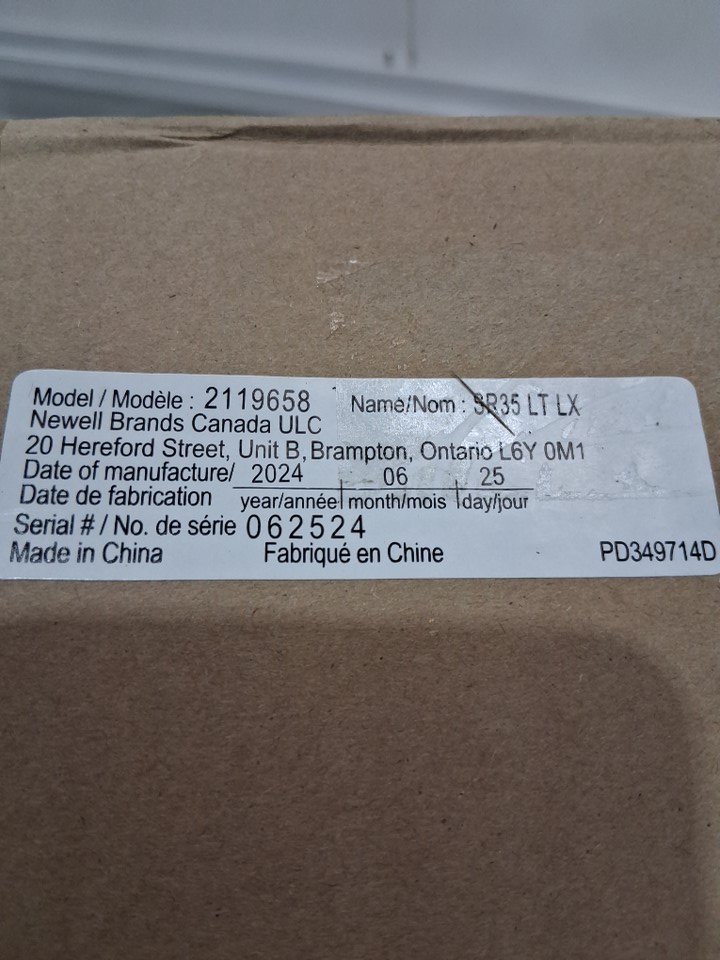 Model / Modèle : 2119658 Name/Nom : SR35 LT LX
Newell Brands Canada ULC
20 Hereford Street, Unit B, Brampton, Ontario L6Y 0M1
Date of manufacture/ 2024 06 25
Date de fabrication year/année month/mois day/jour
Serial # / No. de série 062524
Made in China Fabriqué en Chine PD349714D